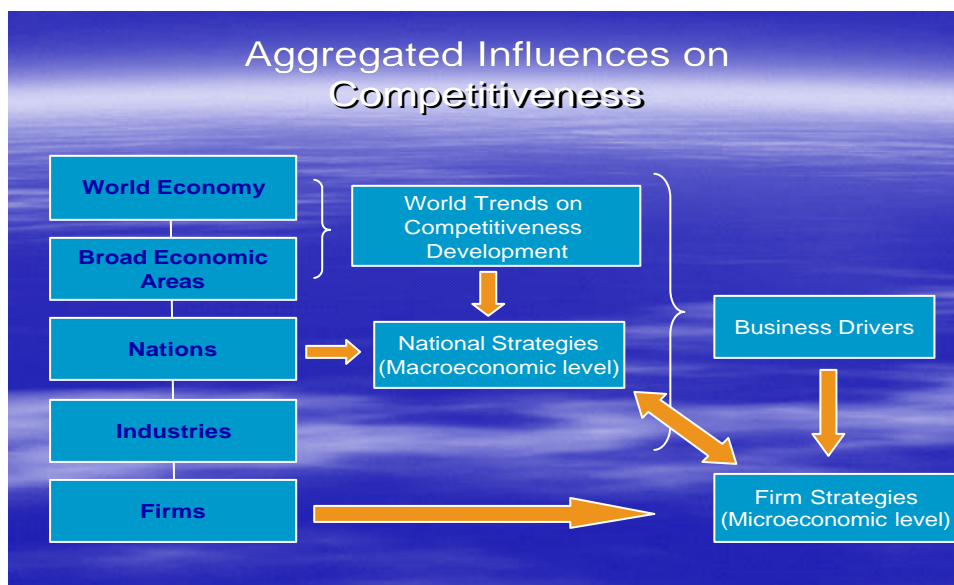 Aggregated Influences on
Competitiveness
World Economy
Broad Economic
Areas
Nations
Industries
Firms
World Trends on
Competitiveness
Development
National Strategies
(Macroeconomic level)
Business Drivers
Firm Strategies
(Microeconomic level)